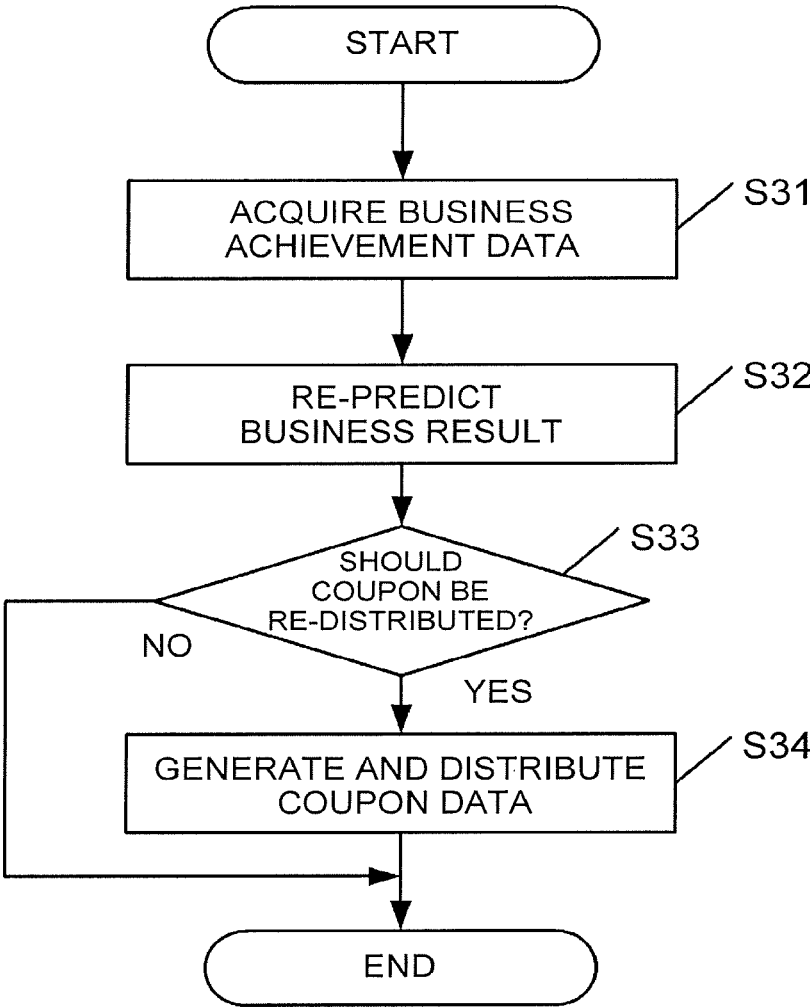 START
ACQUIRE BUSINESS
ACHIEVEMENT DATA
S31
RE-PREDICT
BUSINESS RESULT
S32
SHOULD
COUPON BE
RE-DISTRIBUTED?
S33
NO
YES
GENERATE AND DISTRIBUTE
COUPON DATA
S34
END